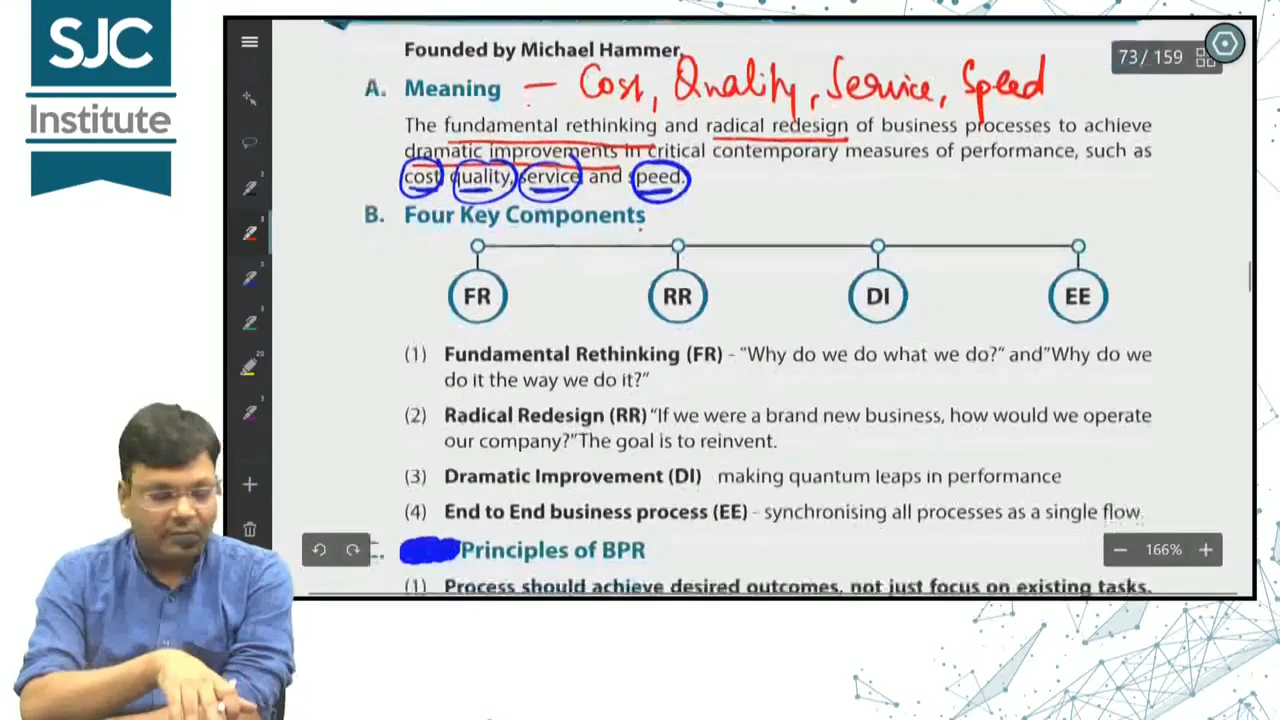 SJC
Institute
73/159
Founded by Michael Hammer.
A. Meaning – Cost, Quality, Service, Speed
The fundamental rethinking and radical redesign of business processes to achieve
dramatic improvements in critical contemporary measures of performance, such as
cost quality, service and speed.
B. Four Key Components
FR RR DI EE
(1) Fundamental Rethinking (FR) - "Why do we do what we do?" and"Why do we
do it the way we do it?"
(2) Radical Redesign (RR) "If we were a brand new business, how would we operate
our company?"The goal is to reinvent.
(3) Dramatic Improvement (DI) making quantum leaps in performance
(4) End to End business process (EE) - synchronising all processes as a single flow
Principles of BPR
166%
(1) Process should achieve desired outcomes, not just focus on existing tasks.